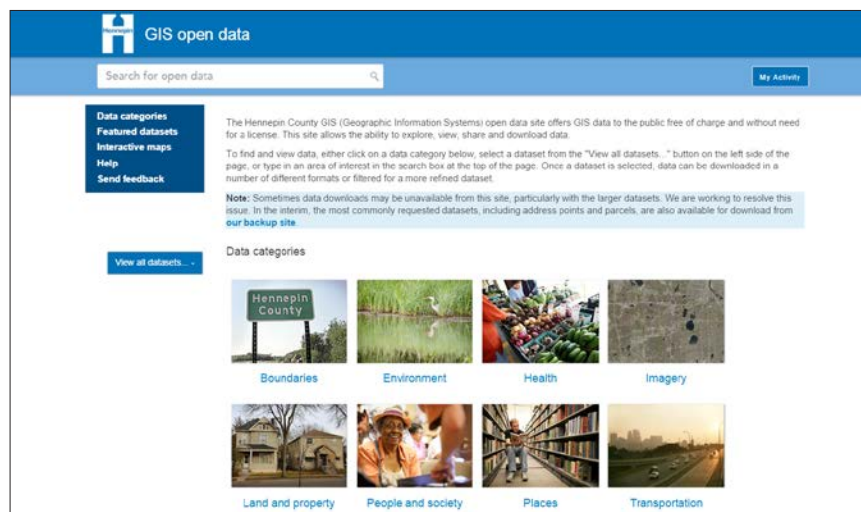 Hennepin
GIS open data
Search for open data
My Activity
Data categories
Featured datasets
Interactive maps
Help
Send feedback
The Hennepin County GIS (Geographic Information Systems) open data site offers GIS data to the public free of charge and without need
for a license. This site allows the ability to explore, view, share and download data.
To find and view data, either click on a data category below, select a dataset from the "View all datasets..." button on the left side of the
page, or type in an area of interest in the search box at the top of the page. Once a dataset is selected, data can be downloaded in a
number of different formats or filtered for a more refined dataset.
Note: Sometimes data downloads may be unavailable from this site, particularly with the larger datasets. We are working to resolve this
issue. In the interim, the most commonly requested datasets, including address points and parcels, are also available for download from
our backup site.
View all datasets...
Data categories
Hennepin
County
Boundaries
Environment
Health
Imagery
Land and property
People and society
Places
Transportation